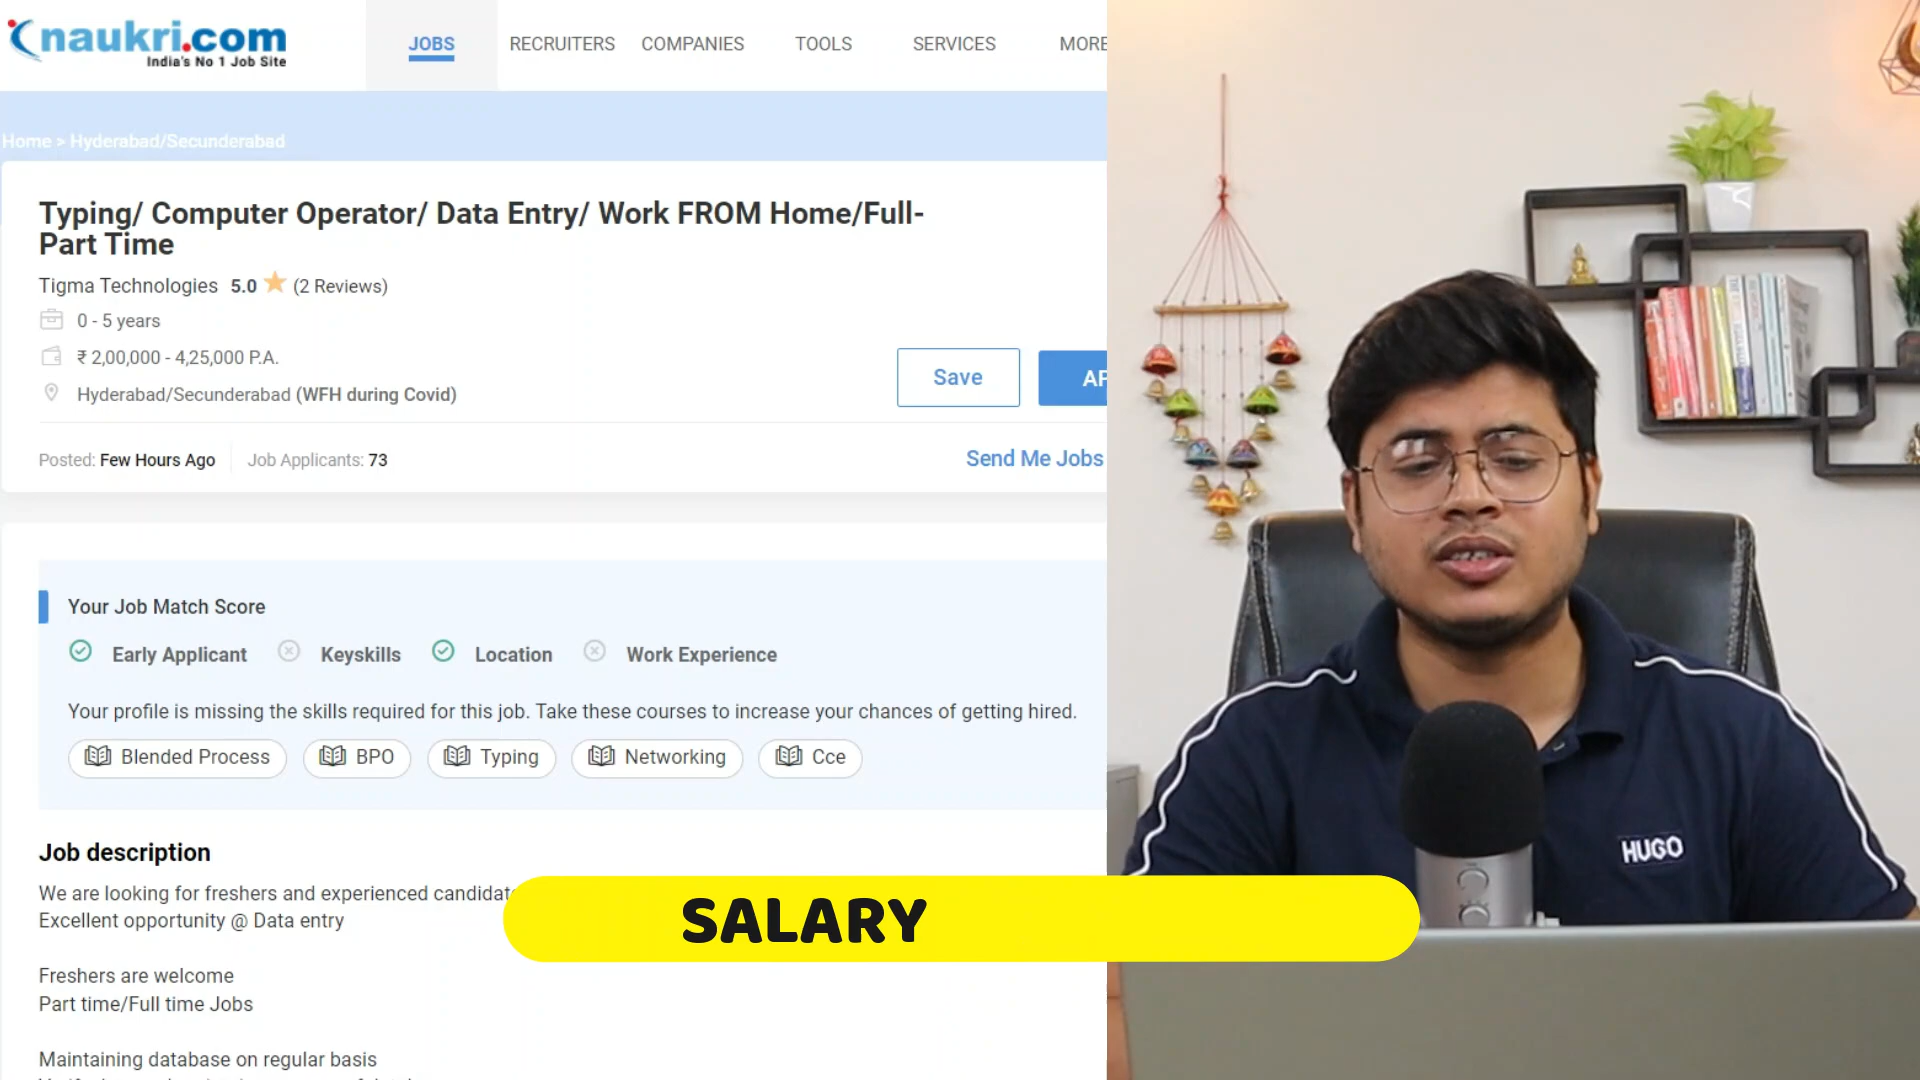 naukri.com
India's No 1 Job Site
JOBS
RECRUITERS
COMPANIES
TOOLS
SERVICES
MORE
Home > Hyderabad/Secunderabad
Typing/ Computer Operator/ Data Entry/ Work FROM Home/Full-
Part Time
Tigma Technologies 5.0 (2 Reviews)
0 - 5 years
₹ 2,00,000 - 4,25,000 P.A.
Hyderabad/Secunderabad (WFH during Covid)
Save
AP
Posted: Few Hours Ago
Job Applicants: 73
Send Me Jobs
Your Job Match Score
Early Applicant
Keyskills
Location
Work Experience
Your profile is missing the skills required for this job. Take these courses to increase your chances of getting hired.
Blended Process
BPO
Typing
Networking
Cce
Job description
We are looking for freshers and experienced candidat
Excellent opportunity @ Data entry
SALARY
Freshers are welcome
Part time/Full time Jobs
Maintaining database on regular basis
HUGO